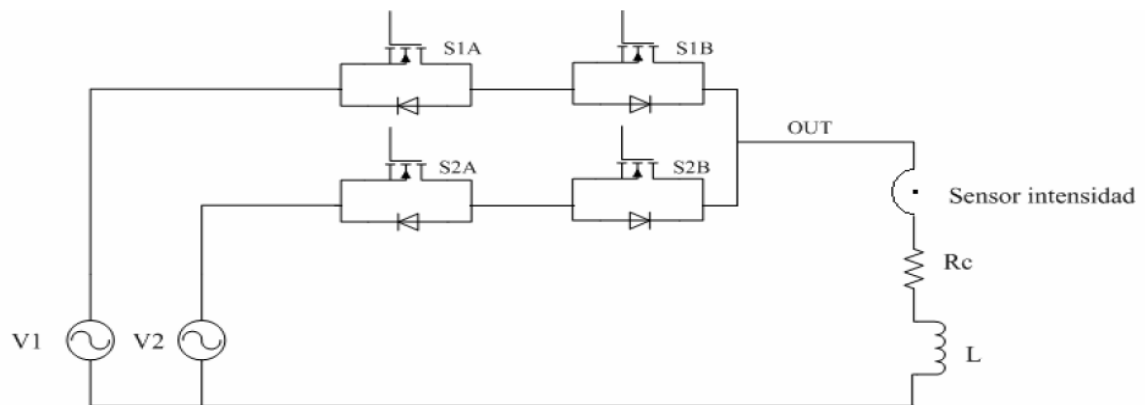 S1A
S1B
OUT
S2A
S2B
Sensor intensidad
Rc
V1
V2
L